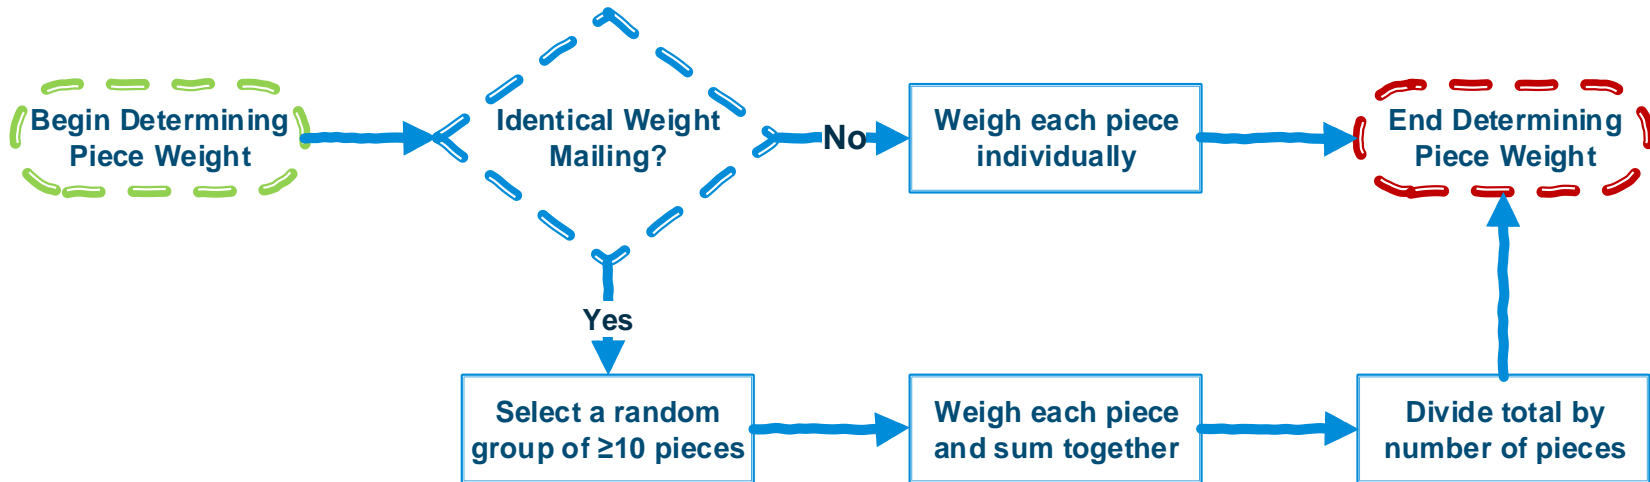 Begin Determining
Piece Weight
Identical Weight
Mailing?
No
Weigh each piece
individually
End Determining
Piece Weight
Yes
Select a random
group of ≥10 pieces
Weigh each piece
and sum together
Divide total by
number of pieces